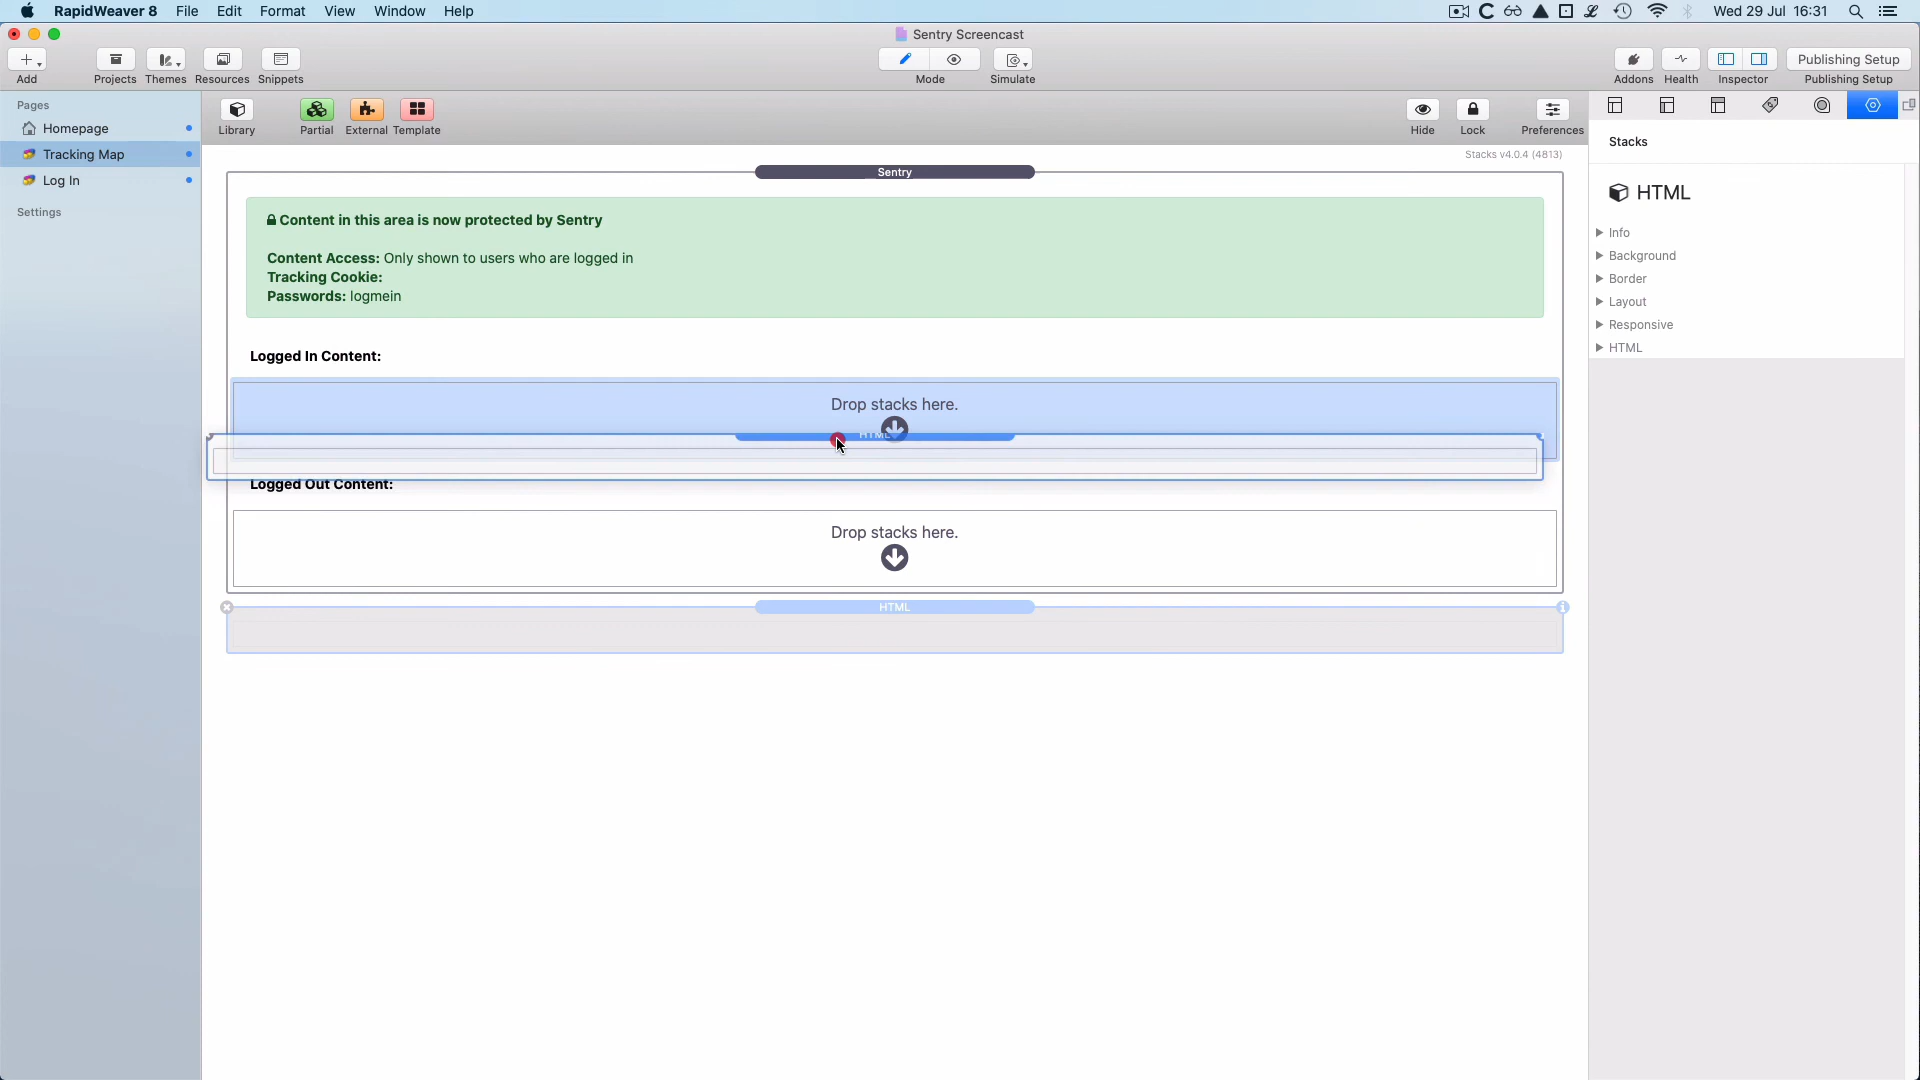 RapidWeaver 8 File Edit Format View Window Help Wed 29 Jul 16:31
Sentry Screencast
Publishing Setup
Add Projects Themes Resources Snippets Mode Simulate Addons Health Inspector Publishing Setup
Pages
Homepage
Tracking Map
Log In
Settings
Library Partial External Template Hide Lock Preferences
Stacks v4.0.4 (4813)
Sentry
Content in this area is now protected by Sentry
Content Access: Only shown to users who are logged in
Tracking Cookie:
Passwords: logmein
Logged In Content:
Drop stacks here.
HTML
Logged Out Content:
Drop stacks here.
HTML
Stacks
HTML
Info
Background
Border
Layout
Responsive
HTML